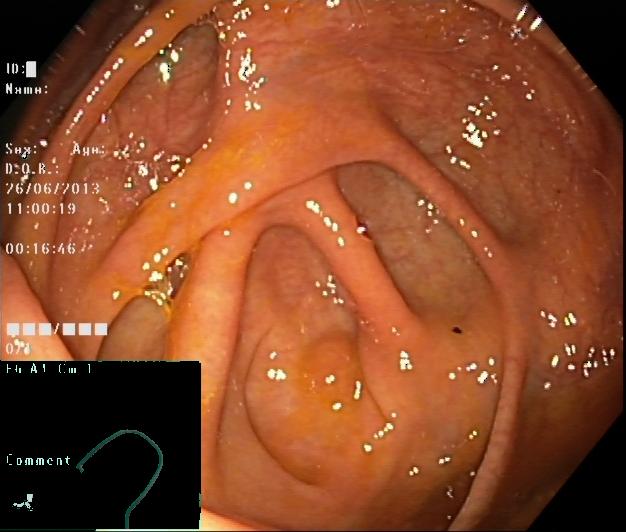 ID:
Name:
Sex: Age:
D.O.B.:
26/06/2013
11:00:19
00:16:46
Comment